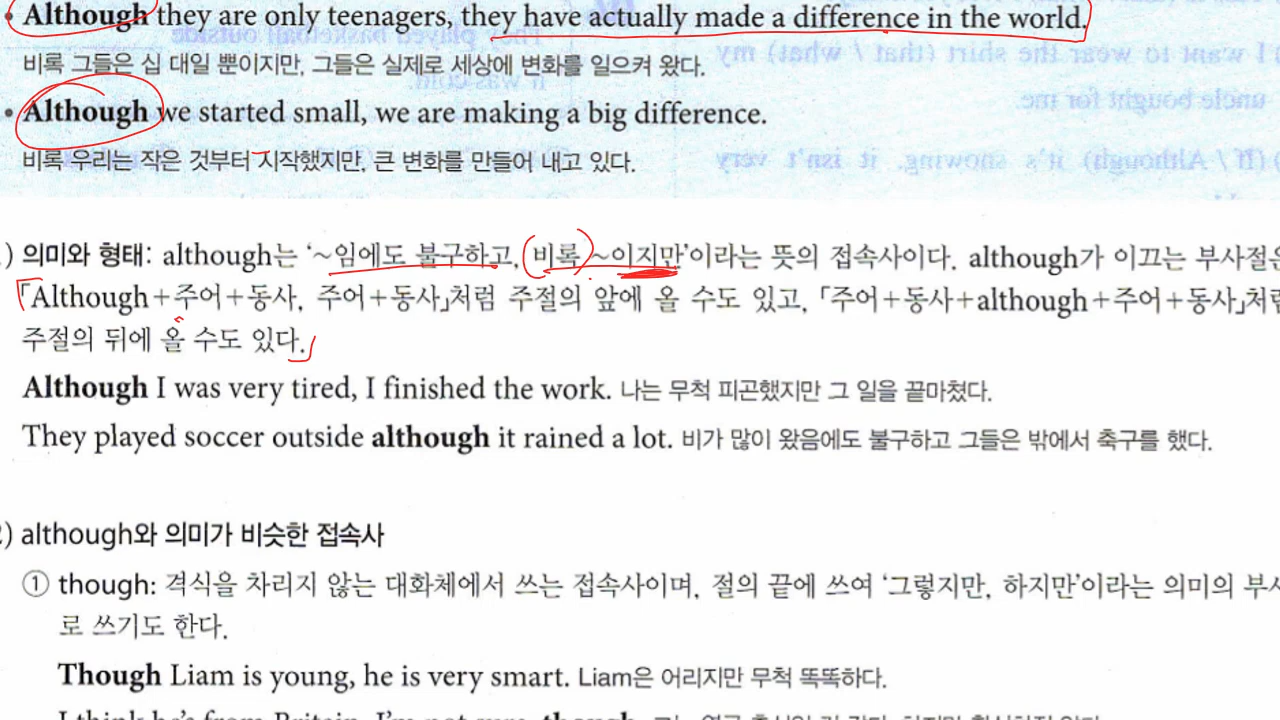 • Although they are only teenagers, they have actually made a difference in the world.
비록 그들은 십 대일 뿐이지만, 그들은 실제로 세상에 변화를 일으켜 왔다.
• Although we started small, we are making a big difference.
비록 우리는 작은 것부터 시작했지만, 큰 변화를 만들어 내고 있다.
) 의미와 형태: although는 ‘~임에도 불구하고, 비록 ~이지만’이라는 뜻의 접속사이다. although가 이끄는 부사절은
「Although+주어+동사, 주어+동사」처럼 주절의 앞에 올 수도 있고, 「주어+동사+although+주어+동사」처럼
주절의 뒤에 올 수도 있다.
Although I was very tired, I finished the work. 나는 무척 피곤했지만 그 일을 끝마쳤다.
They played soccer outside although it rained a lot. 비가 많이 왔음에도 불구하고 그들은 밖에서 축구를 했다.
2) although와 의미가 비슷한 접속사
① though: 격식을 차리지 않는 대화체에서 쓰는 접속사이며, 절의 끝에 쓰여 ‘그렇지만, 하지만’이라는 의미의 부사
로 쓰기도 한다.
Though Liam is young, he is very smart. Liam은 어리지만 무척 똑똑하다.
I think he's from Britain. I'm not sure, though.